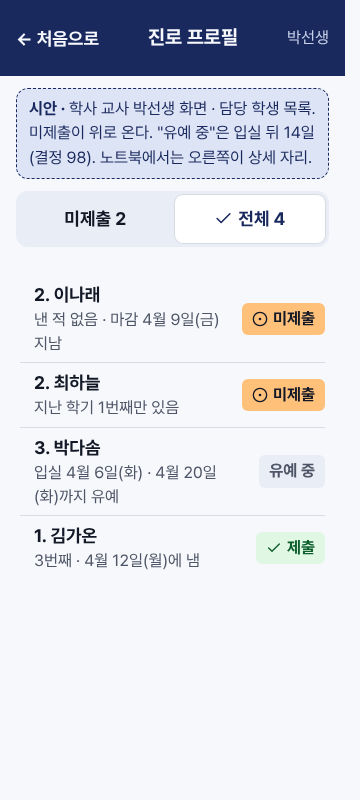 ← 처음으로
진로 프로필
박선생
시안 · 학사 교사 박선생 화면 · 담당 학생 목록.
미제출이 위로 온다. "유예 중"은 입실 뒤 14일
(결정 98). 노트북에서는 오른쪽이 상세 자리.
미제출 2
✓ 전체 4
2. 이나래
낸 적 없음 · 마감 4월 9일(금)
지남
미제출
2. 최하늘
지난 학기 1번째만 있음
미제출
3. 박다솜
입실 4월 6일(화) · 4월 20일
(화)까지 유예
유예 중
1. 김가온
3번째 · 4월 12일(월)에 냄
✓ 제출